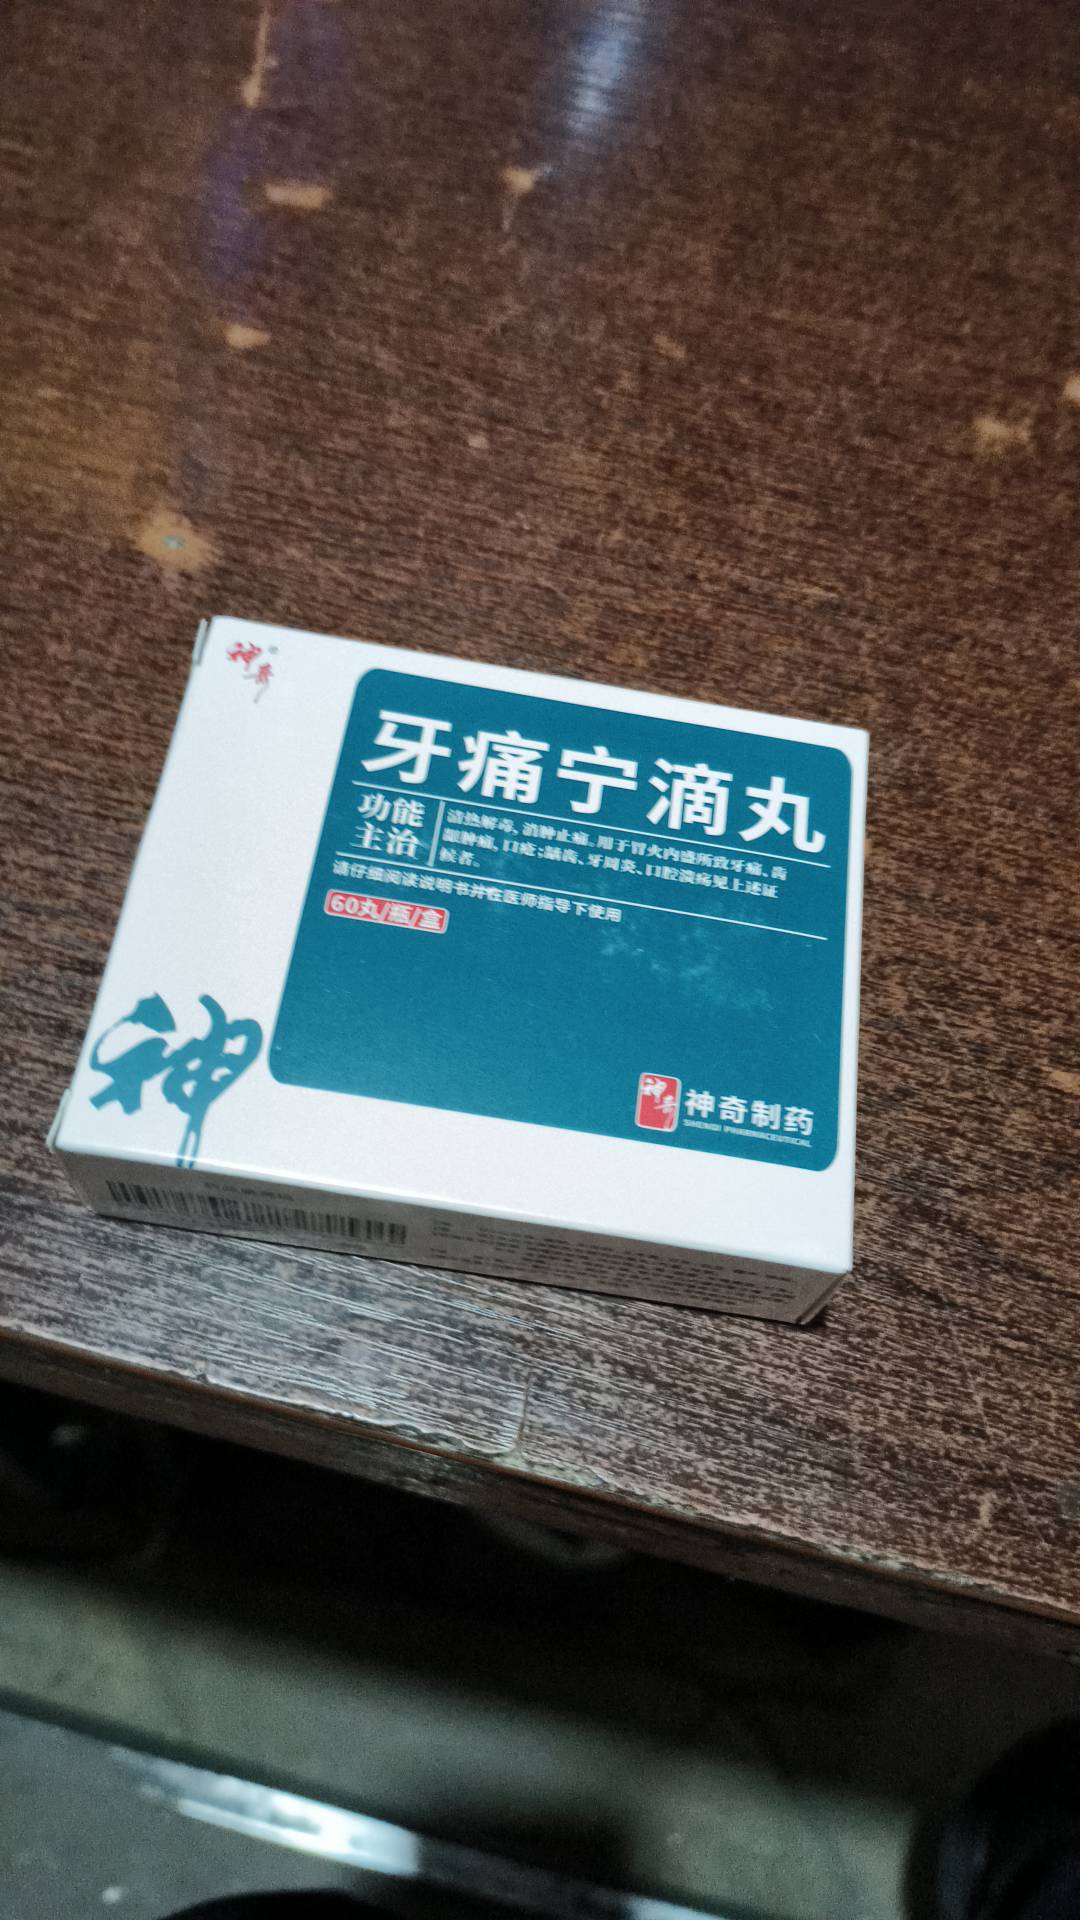 神奇®
牙痛宁滴丸
功能
主治
清热解毒,消肿止痛。用于胃火内盛所致牙痛、齿
龈肿痛,口疮;龋齿、牙周炎、口腔溃疡见上述证
候者。
请仔细阅读说明书并在医师指导下使用
60丸/瓶/盒
神
神奇
神奇制药
SHENQI PHARMACEUTICAL